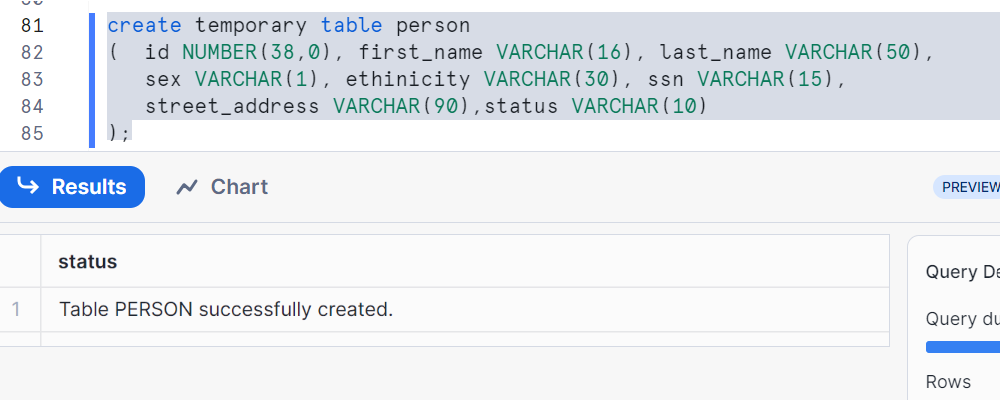 81 create temporary table person
82 (  id NUMBER(38,0), first_name VARCHAR(16), last_name VARCHAR(50),
83 sex VARCHAR(1), ethinicity VARCHAR(30), ssn VARCHAR(15),
84 street_address VARCHAR(90),status VARCHAR(10)
85 );
Results Chart PREVIEW
status
1 Table PERSON successfully created.
Query
Query
Rows